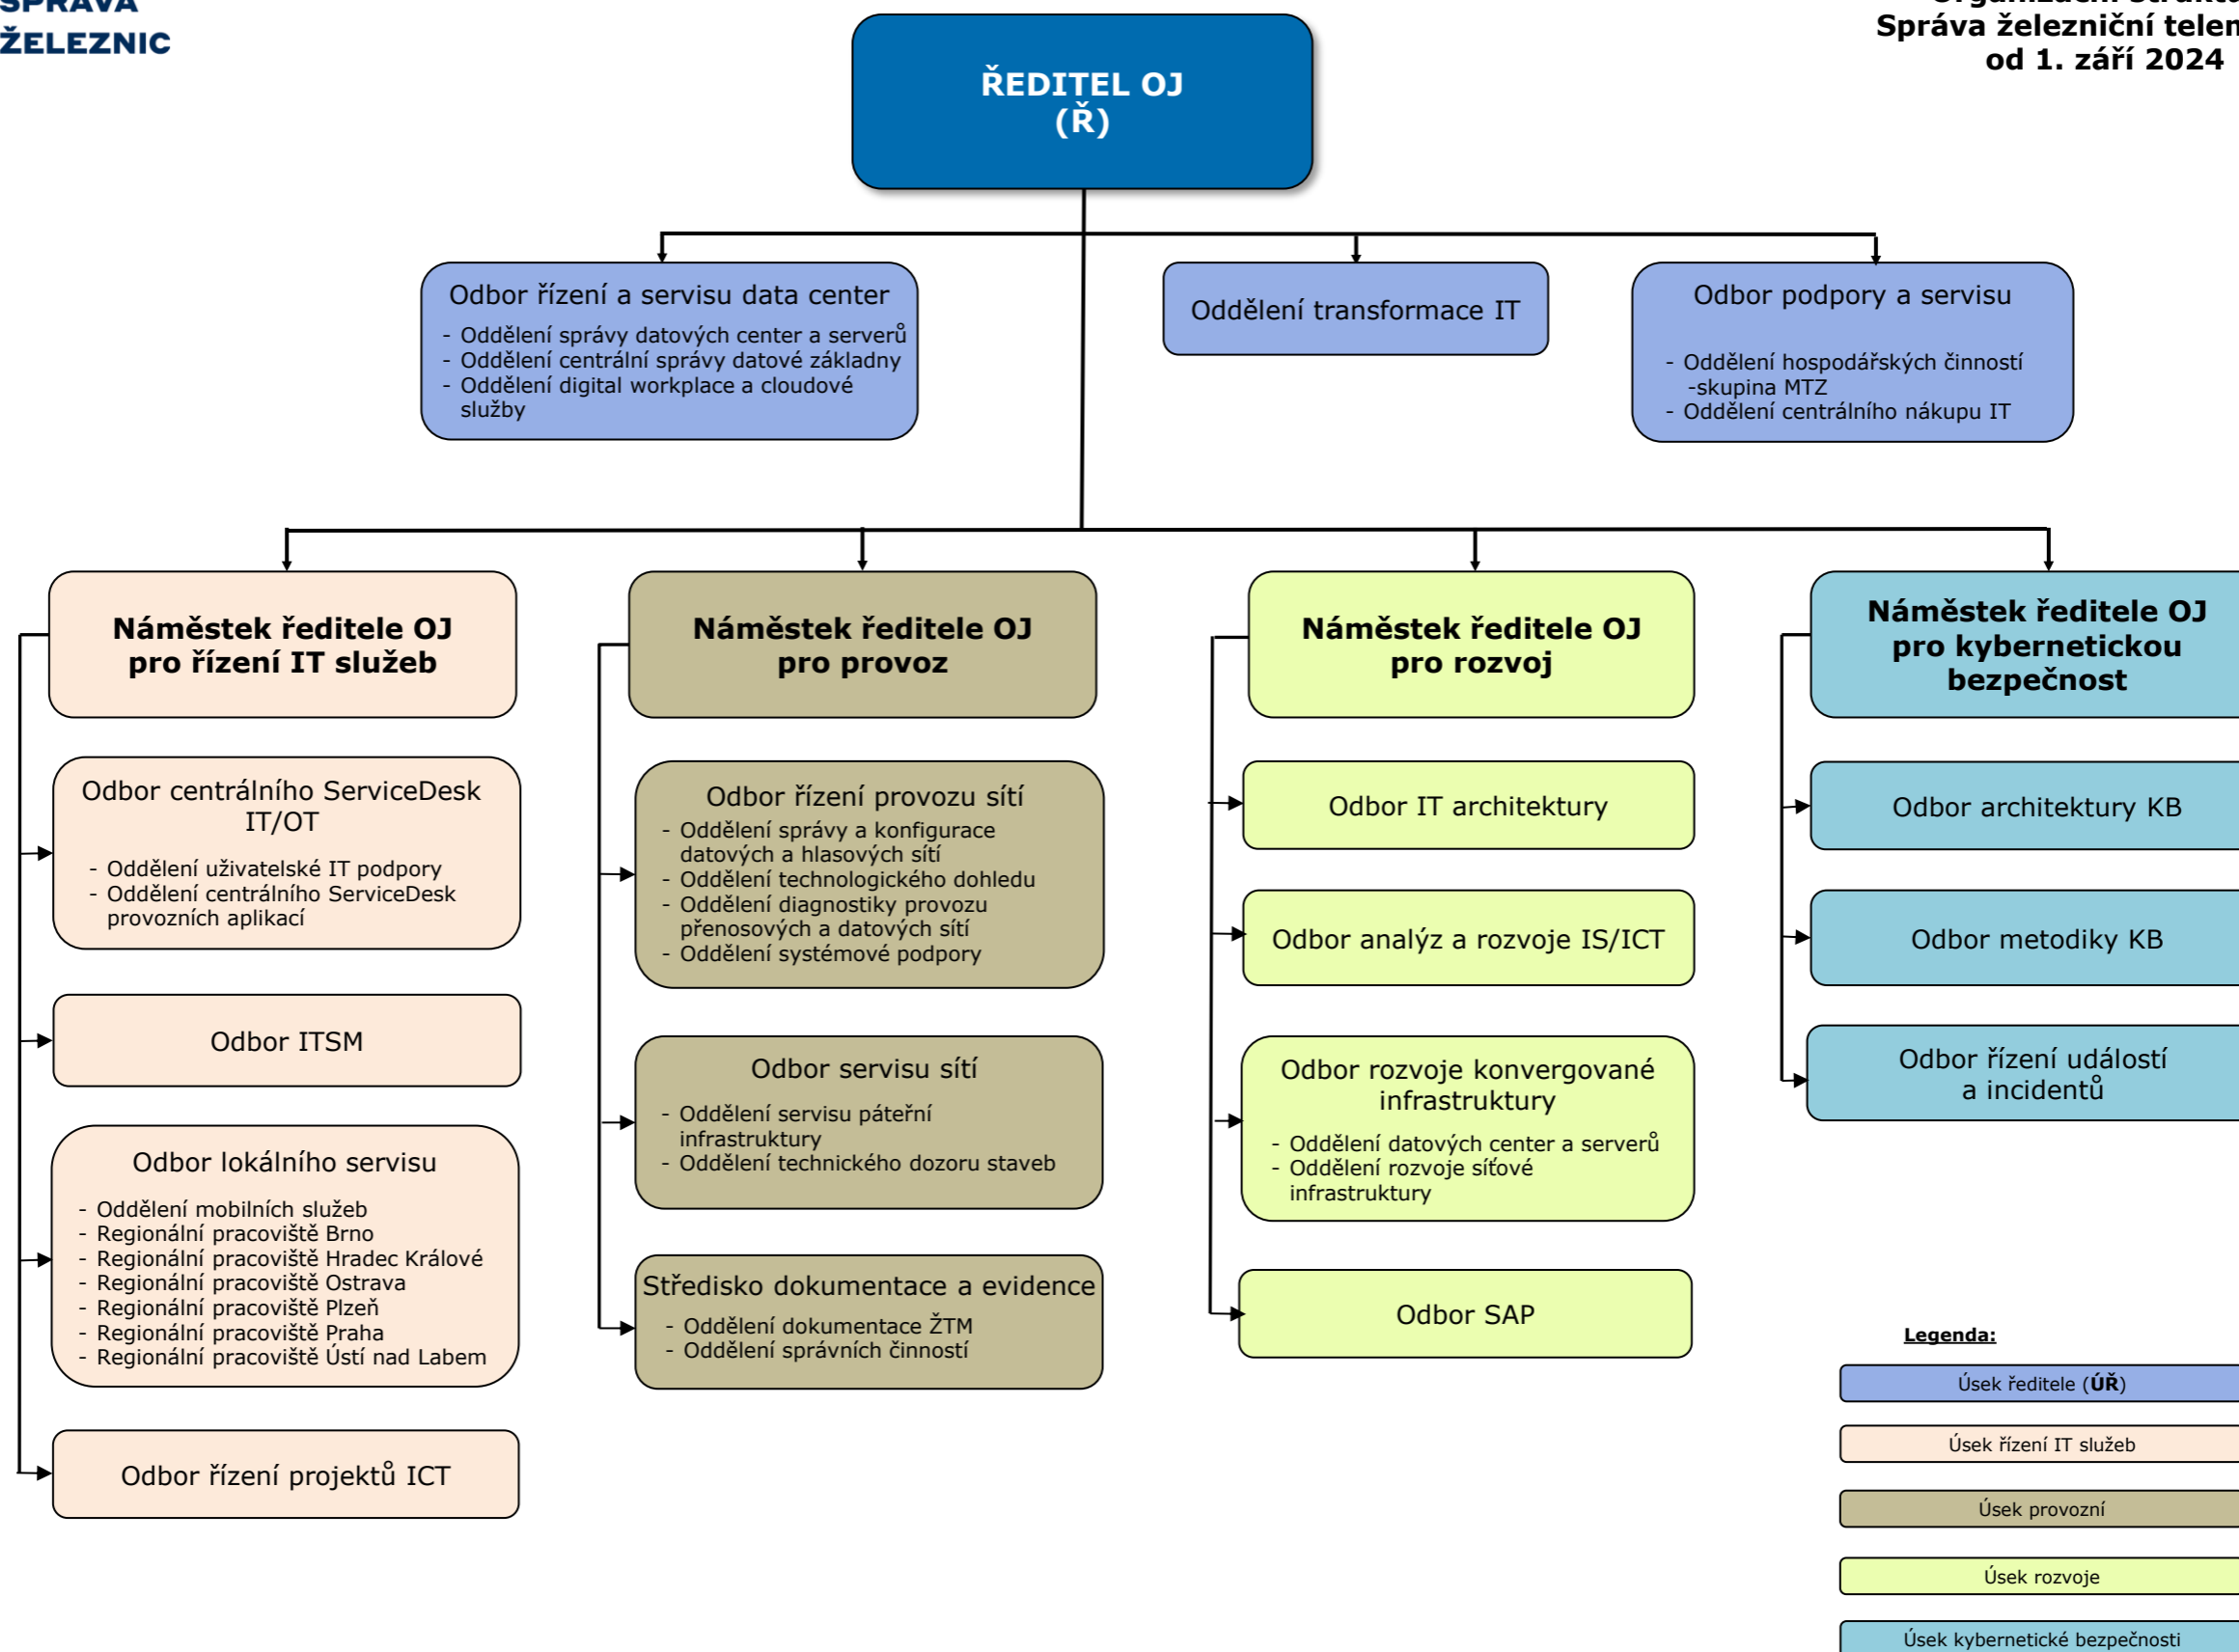 SPRÁVA
ŽELEZNIC
Správa železniční
od 1. září 2024
ŘEDITEL OJ
(Ř)
Odbor řízení a servisu data center
- Oddělení správy datových center a serverů
- Oddělení centrální správy datové základny
- Oddělení digital workplace a cloudové
služby
Oddělení transformace IT
Odbor podpory a servisu
- Oddělení hospodářských činností
-skupina MTZ
- Oddělení centrálního nákupu IT
Náměstek ředitele OJ
pro řízení IT služeb
Odbor centrálního ServiceDesk
IT/OT
- Oddělení uživatelské IT podpory
- Oddělení centrálního ServiceDesk
provozních aplikací
Odbor ITSM
Odbor lokálního servisu
- Oddělení mobilních služeb
- Regionální pracoviště Brno
- Regionální pracoviště Hradec Králové
- Regionální pracoviště Ostrava
- Regionální pracoviště Plzeň
- Regionální pracoviště Praha
- Regionální pracoviště Ústí nad Labem
Odbor řízení projektů ICT
Náměstek ředitele OJ
pro provoz
Odbor řízení provozu sítí
- Oddělení správy a konfigurace
datových a hlasových sítí
- Oddělení technologického dohledu
- Oddělení diagnostiky provozu
přenosových a datových sítí
- Oddělení systémové podpory
Odbor servisu sítí
- Oddělení servisu páteřní
infrastruktury
- Oddělení technického dozoru staveb
Středisko dokumentace a evidence
- Oddělení dokumentace ŽTM
- Oddělení správních činností
Náměstek ředitele OJ
pro rozvoj
Odbor IT architektury
Odbor analýz a rozvoje IS/ICT
Odbor rozvoje konvergované
infrastruktury
- Oddělení datových center a serverů
- Oddělení rozvoje síťové
infrastruktury
Odbor SAP
Náměstek ředitele OJ
pro kybernetickou
bezpečnost
Odbor architektury KB
Odbor metodiky KB
Odbor řízení událostí
a incidentů
Legenda:
Úsek ředitele (ÚŘ)
Úsek řízení IT služeb
Úsek provozní
Úsek rozvoje
Úsek kybernetické bezpečnosti